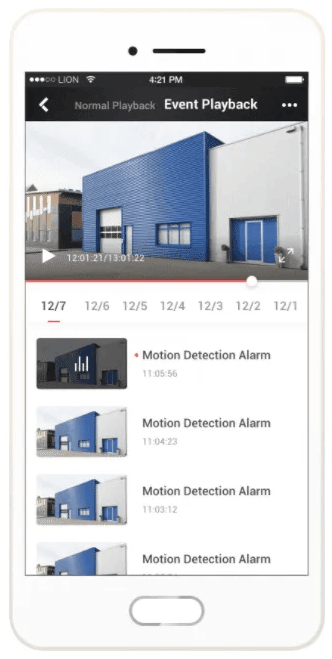 LION
4:21 PM
Normal Playback Event Playback
12:01:21/13:01:22
12/7 12/6 12/5 12/4 12/3 12/2 12/1
Motion Detection Alarm
11:05:56
Motion Detection Alarm
11:04:23
Motion Detection Alarm
11:03:12
Motion Detection Alarm